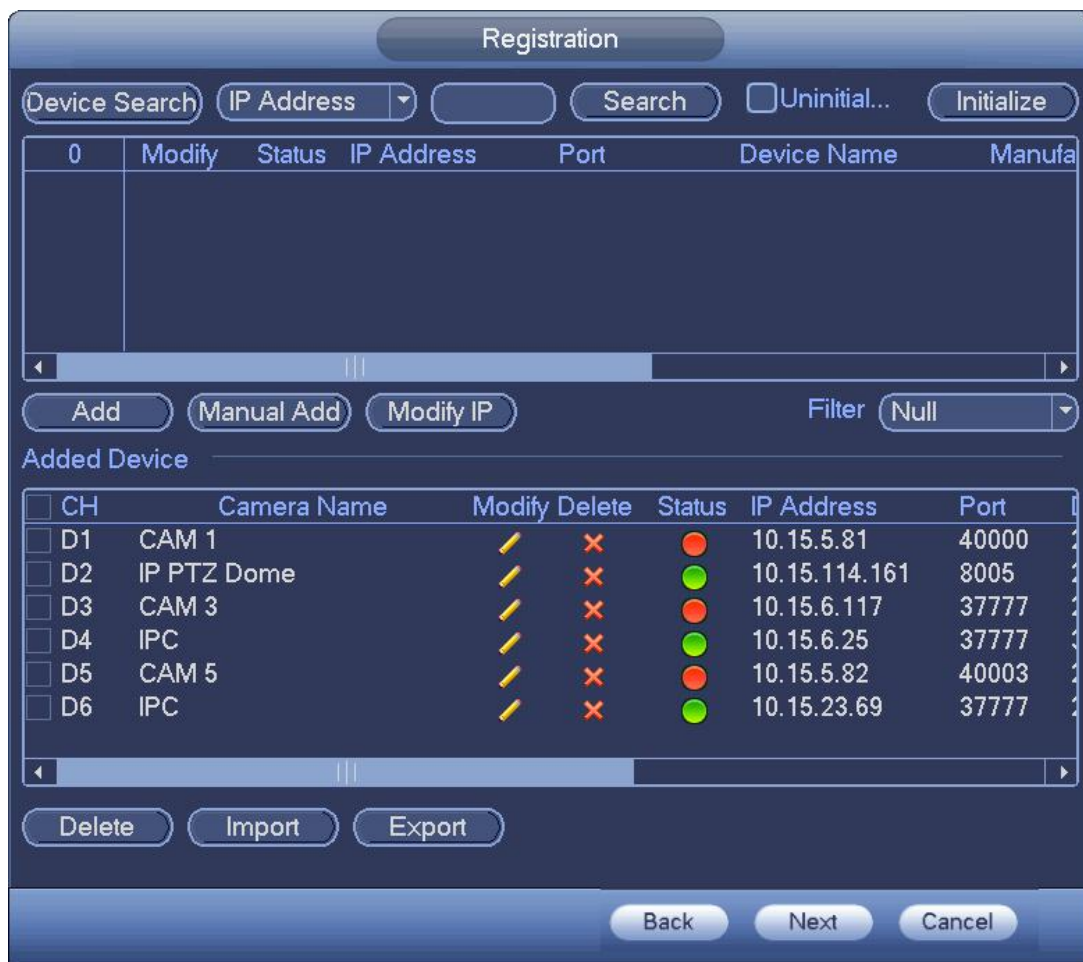 Registration
Device Search IP Address Search Uninitial... Initialize
0 Modify Status IP Address Port Device Name Manufa
Add Manual Add Modify IP Filter Null
Added Device
CH Camera Name Modify Delete Status IP Address Port
D1 CAM 1 10.15.5.81 40000
D2 IP PTZ Dome 10.15.114.161 8005
D3 CAM 3 10.15.6.117 37777
D4 IPC 10.15.6.25 37777
D5 CAM 5 10.15.5.82 40003
D6 IPC 10.15.23.69 37777
Delete Import Export
Back Next Cancel